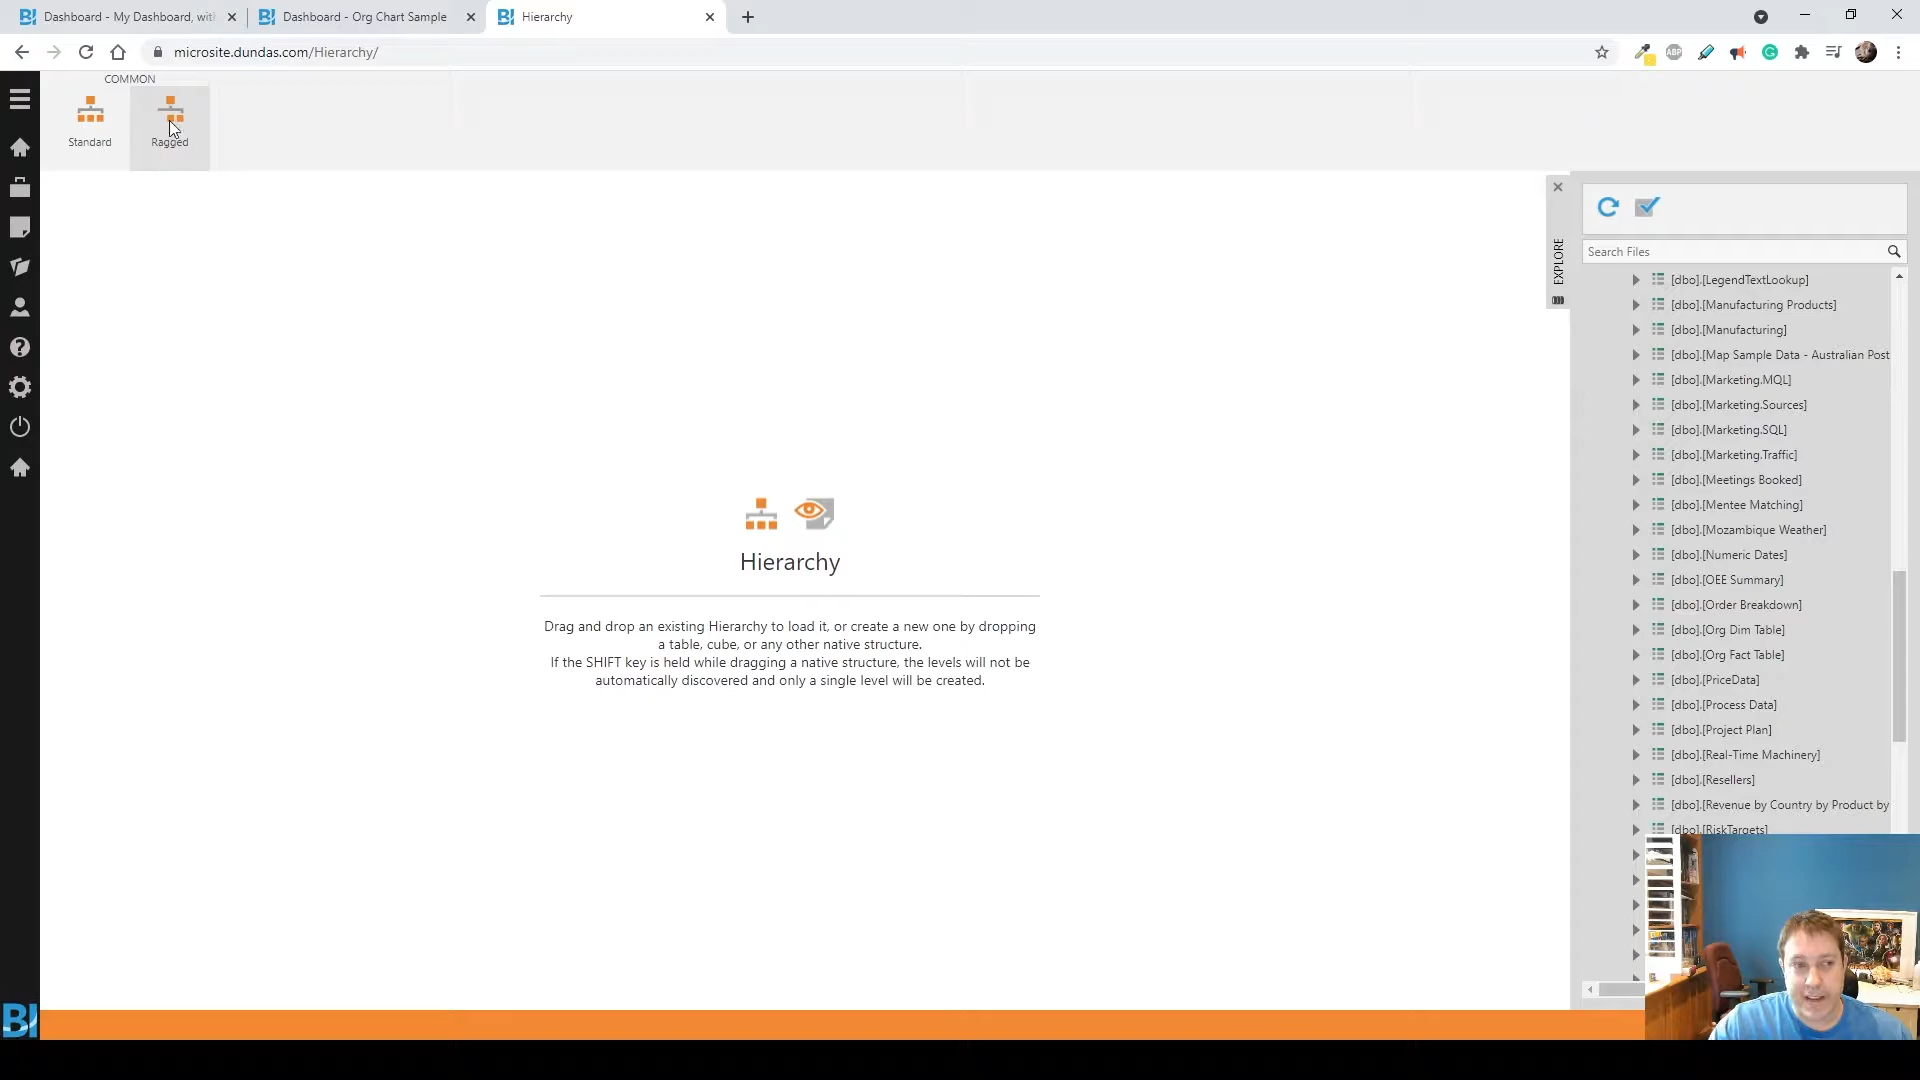 Dashboard - My Dashboard, wit
Dashboard - Org Chart Sample
Hierarchy
microsite.dundas.com/Hierarchy/
ABP
COMMON
Standard
Ragged
EXPLORE
Search Files
[dbo].[LegendTextLookup]
[dbo].[Manufacturing Products]
[dbo].[Manufacturing]
[dbo].[Map Sample Data - Australian Post
[dbo].[Marketing.MQL]
[dbo].[Marketing.Sources]
[dbo].[Marketing.SQL]
[dbo].[Marketing.Traffic]
[dbo].[Meetings Booked]
[dbo].[Mentee Matching]
[dbo].[Mozambique Weather]
[dbo].[Numeric Dates]
[dbo].[OEE Summary]
[dbo].[Order Breakdown]
[dbo].[Org Dim Table]
[dbo].[Org Fact Table]
[dbo].[PriceData]
[dbo].[Process Data]
[dbo].[Project Plan]
[dbo].[Real-Time Machinery]
[dbo].[Resellers]
[dbo].[Revenue by Country by Product by
[dbo].[RiskTargets]
Hierarchy
Drag and drop an existing Hierarchy to load it, or create a new one by dropping
a table, cube, or any other native structure.
If the SHIFT key is held while dragging a native structure, the levels will not be
automatically discovered and only a single level will be created.
BI